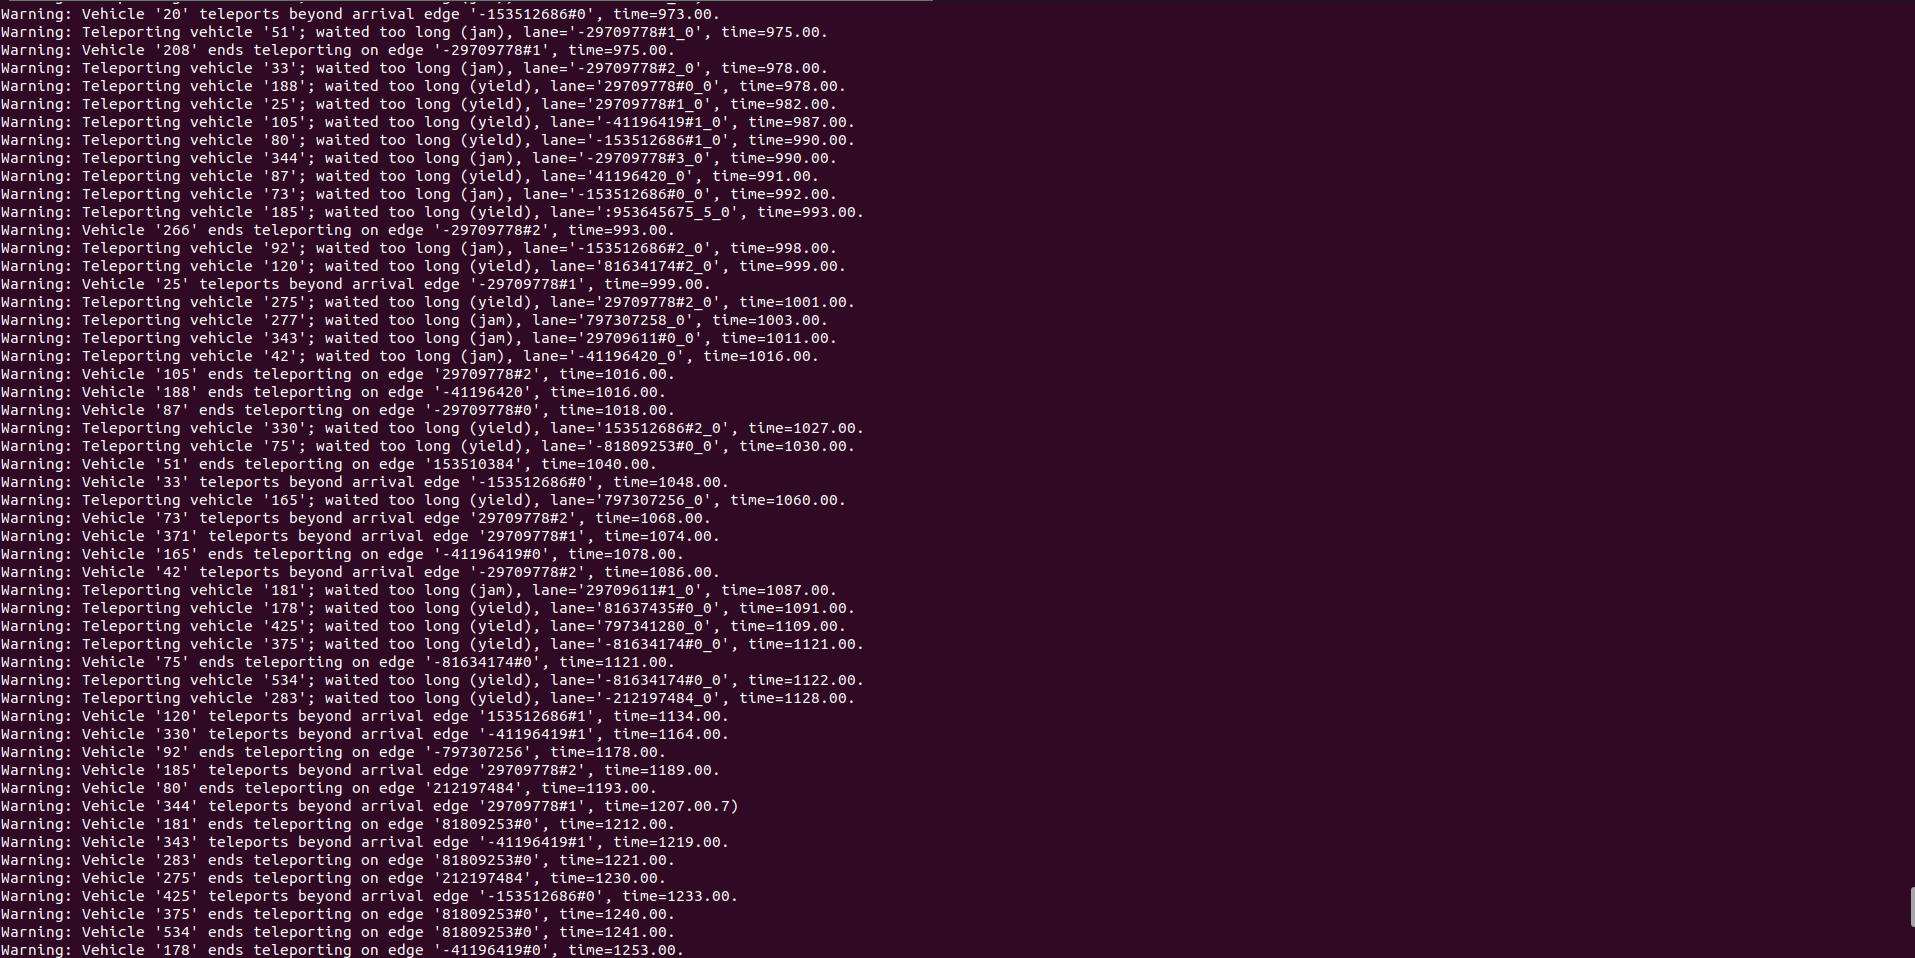 Warning: Vehicle '20' teleports beyond arrival edge '-153512686#0', time=973.00.
Warning: Teleporting vehicle '51'; waited too long (jam), lane='-29709778#1_0', time=975.00.
Warning: Vehicle '208' ends teleporting on edge '-29709778#1', time=975.00.
Warning: Teleporting vehicle '33'; waited too long (jam), lane='-29709778#2_0', time=978.00.
Warning: Teleporting vehicle '188'; waited too long (yield), lane='29709778#0_0', time=978.00.
Warning: Teleporting vehicle '25'; waited too long (yield), lane='29709778#1_0', time=982.00.
Warning: Teleporting vehicle '105'; waited too long (yield), lane='-41196419#1_0', time=987.00.
Warning: Teleporting vehicle '80'; waited too long (yield), lane='-153512686#1_0', time=990.00.
Warning: Teleporting vehicle '344'; waited too long (jam), lane='-29709778#3_0', time=990.00.
Warning: Teleporting vehicle '87'; waited too long (yield), lane='41196420_0', time=991.00.
Warning: Teleporting vehicle '73'; waited too long (jam), lane='-153512686#0_0', time=992.00.
Warning: Teleporting vehicle '185'; waited too long (yield), lane=':953645675_5_0', time=993.00.
Warning: Vehicle '266' ends teleporting on edge '-29709778#2', time=993.00.
Warning: Teleporting vehicle '92'; waited too long (jam), lane='-153512686#2_0', time=998.00.
Warning: Teleporting vehicle '120'; waited too long (yield), lane='81634174#2_0', time=999.00.
Warning: Vehicle '25' teleports beyond arrival edge '-29709778#1', time=999.00.
Warning: Teleporting vehicle '275'; waited too long (yield), lane='29709778#2_0', time=1001.00.
Warning: Teleporting vehicle '277'; waited too long (jam), lane='797307258_0', time=1003.00.
Warning: Teleporting vehicle '343'; waited too long (jam), lane='29709611#0_0', time=1011.00.
Warning: Teleporting vehicle '42'; waited too long (jam), lane='-41196420_0', time=1016.00.
Warning: Vehicle '105' ends teleporting on edge '29709778#2', time=1016.00.
Warning: Vehicle '188' ends teleporting on edge '-41196420', time=1016.00.
Warning: Vehicle '87' ends teleporting on edge '-29709778#0', time=1018.00.
Warning: Teleporting vehicle '330'; waited too long (yield), lane='153512686#2_0', time=1027.00.
Warning: Teleporting vehicle '75'; waited too long (yield), lane='-81809253#0_0', time=1030.00.
Warning: Vehicle '51' ends teleporting on edge '153510384', time=1040.00.
Warning: Vehicle '33' teleports beyond arrival edge '-153512686#0', time=1048.00.
Warning: Teleporting vehicle '165'; waited too long (yield), lane='797307256_0', time=1060.00.
Warning: Vehicle '73' teleports beyond arrival edge '29709778#2', time=1068.00.
Warning: Vehicle '371' teleports beyond arrival edge '29709778#1', time=1074.00.
Warning: Vehicle '165' ends teleporting on edge '-41196419#0', time=1078.00.
Warning: Vehicle '42' teleports beyond arrival edge '-29709778#2', time=1086.00.
Warning: Teleporting vehicle '181'; waited too long (jam), lane='29709611#1_0', time=1087.00.
Warning: Teleporting vehicle '178'; waited too long (yield), lane='81637435#0_0', time=1091.00.
Warning: Teleporting vehicle '425'; waited too long (yield), lane='797341280_0', time=1109.00.
Warning: Teleporting vehicle '375'; waited too long (yield), lane='-81634174#0_0', time=1121.00.
Warning: Vehicle '75' ends teleporting on edge '-81634174#0', time=1121.00.
Warning: Teleporting vehicle '534'; waited too long (yield), lane='-81634174#0_0', time=1122.00.
Warning: Teleporting vehicle '283'; waited too long (yield), lane='-212197484_0', time=1128.00.
Warning: Vehicle '120' teleports beyond arrival edge '153512686#1', time=1134.00.
Warning: Vehicle '330' teleports beyond arrival edge '-41196419#1', time=1164.00.
Warning: Vehicle '92' ends teleporting on edge '-797307256', time=1178.00.
Warning: Vehicle '185' teleports beyond arrival edge '29709778#2', time=1189.00.
Warning: Vehicle '80' ends teleporting on edge '212197484', time=1193.00.
Warning: Vehicle '344' teleports beyond arrival edge '29709778#1', time=1207.00.7)
Warning: Vehicle '181' ends teleporting on edge '81809253#0', time=1212.00.
Warning: Vehicle '343' teleports beyond arrival edge '-41196419#1', time=1219.00.
Warning: Vehicle '283' ends teleporting on edge '81809253#0', time=1221.00.
Warning: Vehicle '275' ends teleporting on edge '212197484', time=1230.00.
Warning: Vehicle '425' teleports beyond arrival edge '-153512686#0', time=1233.00.
Warning: Vehicle '375' ends teleporting on edge '81809253#0', time=1240.00.
Warning: Vehicle '534' ends teleporting on edge '81809253#0', time=1241.00.
Warning: Vehicle '178' ends teleporting on edge '-41196419#0', time=1253.00.